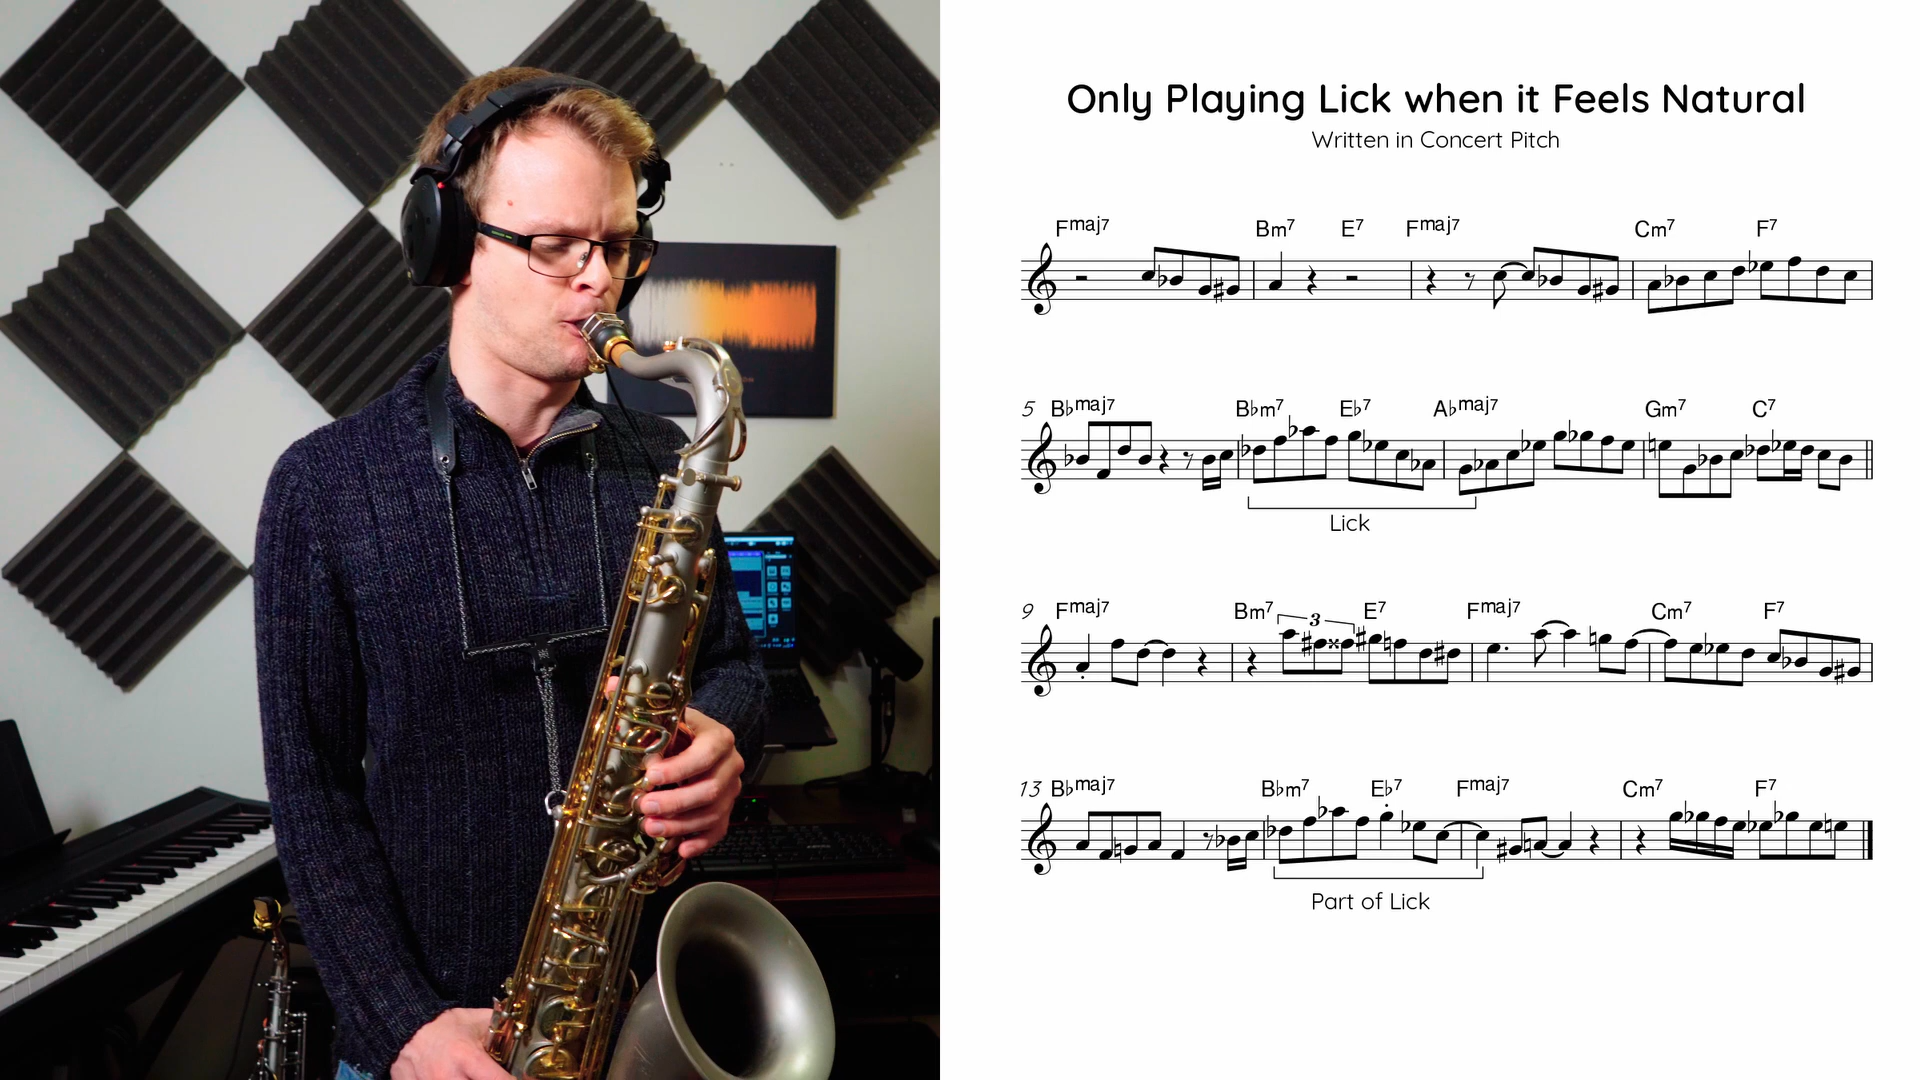 Only Playing Lick when it Feels Natural
Written in Concert Pitch
Fmaj7 Bm7 E7 Fmaj7 Cm7 F7
5 B♭maj7 B♭m7 E♭7 A♭maj7 Gm7 C7
Lick
9 Fmaj7 Bm7 3 E7 Fmaj7 Cm7 F7
13 B♭maj7 B♭m7 E♭7 Fmaj7 Cm7 F7
Part of Lick